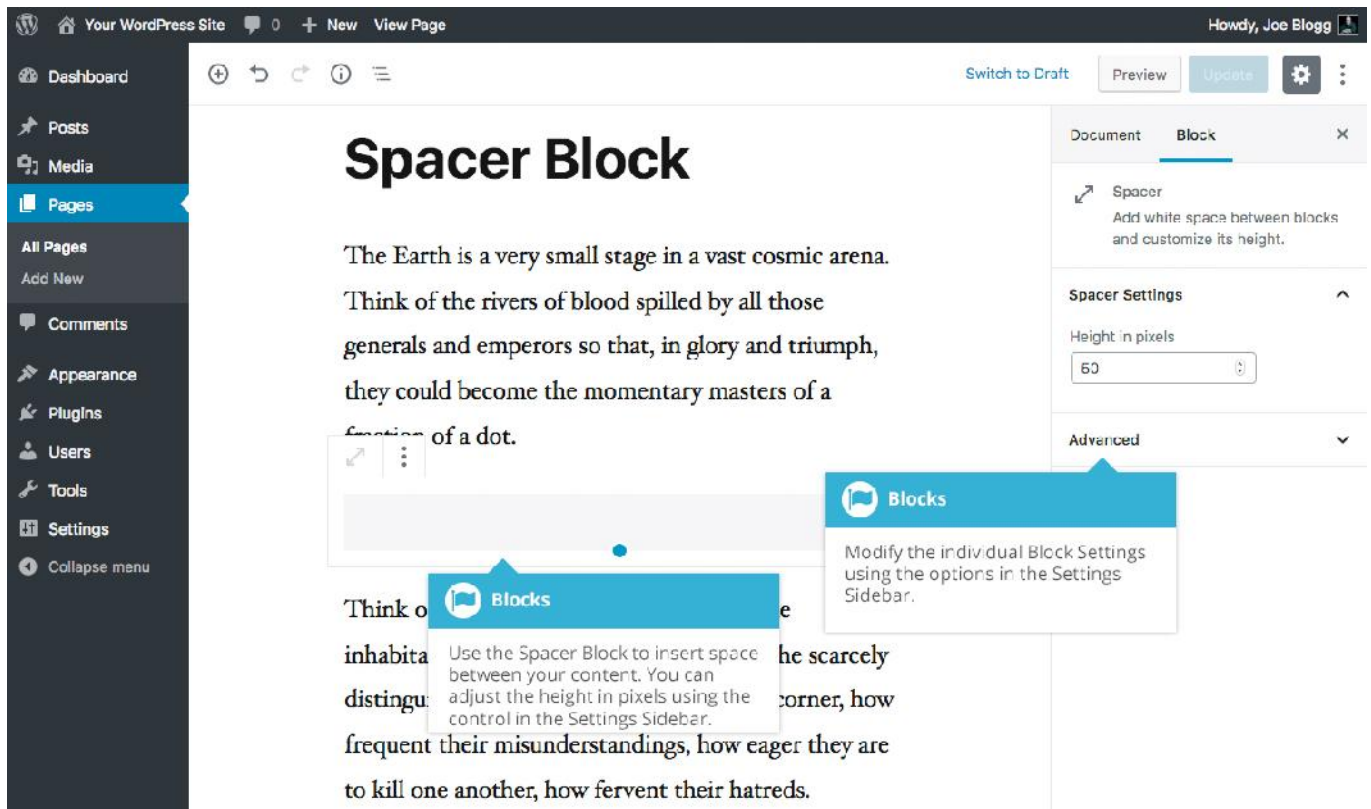 Your WordPress Site 0 New View Page Howdy, Joe Blogg
Dashboard
Posts
Media
Pages
All Pages
Add New
Comments
Appearance
Plugins
Users
Tools
Settings
Collapse menu
Switch to Draft Preview Update
Spacer Block
The Earth is a very small stage in a vast cosmic arena.
Think of the rivers of blood spilled by all those
generals and emperors so that, in glory and triumph,
they could become the momentary masters of a
fraction of a dot.
Blocks
Use the Spacer Block to insert space
between your content. You can
adjust the height in pixels using the
control in the Settings Sidebar.
Think o e
inhabita he scarcely
distingu corner, how
frequent their misunderstandings, how eager they are
to kill one another, how fervent their hatreds.
Document Block
Spacer
Add white space between blocks
and customize its height.
Spacer Settings
Height in pixels
50
Advanced
Blocks
Modify the individual Block Settings
using the options in the Settings
Sidebar.